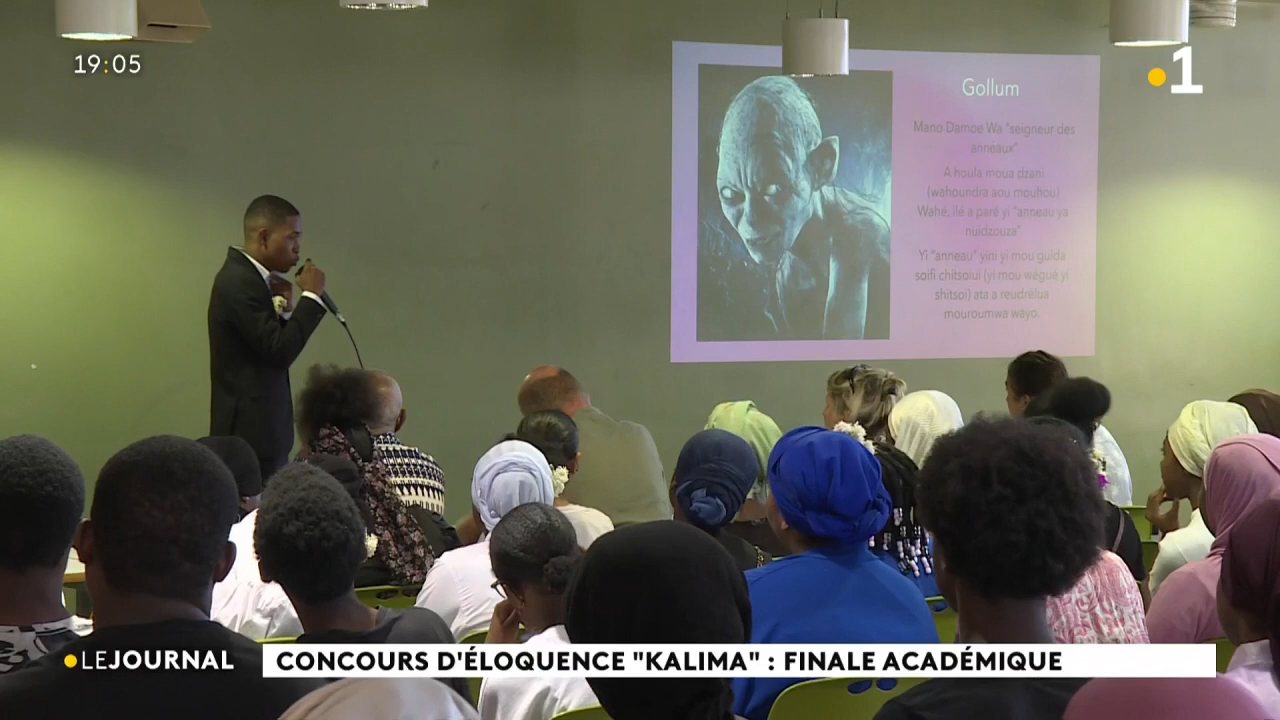 19:05
1
Gollum
Mano Damoe Wa "seigneur des
anneaux"
A houla moua dzani
(wahoundra aou mouhou)
Wahé, ilé a paré yi "anneau ya
nuidzouza"
Yi "anneau" yini yi mou guida
soifi chitsoiui (yi mou wégué yi
shitsoi) ata a reudrélua
mouroumwa wayo.
LEJOURNAL
CONCOURS D'ÉLOQUENCE "KALIMA" : FINALE ACADÉMIQUE